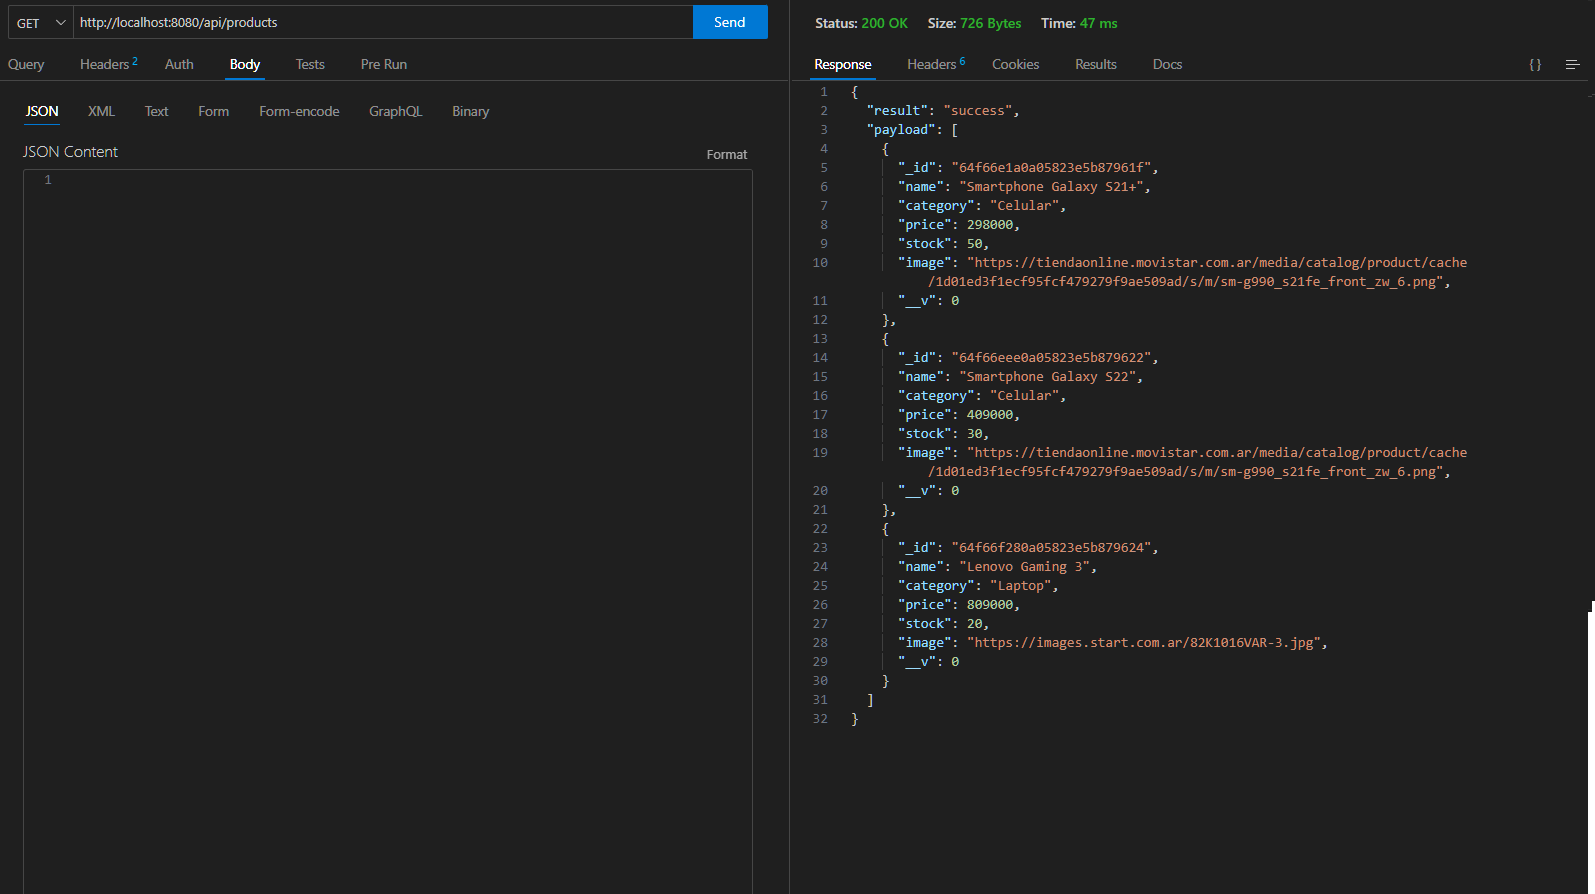 GET http://localhost:8080/api/products Send
Query Headers 2 Auth Body Tests Pre Run
JSON XML Text Form Form-encode GraphQL Binary
JSON Content Format
1
Status: 200 OK Size: 726 Bytes Time: 47 ms
Response Headers 6 Cookies Results Docs {}
1 {
2 "result": "success",
3 "payload": [
4 {
5 "_id": "64f66e1a0a05823e5b87961f",
6 "name": "Smartphone Galaxy S21+",
7 "category": "Celular",
8 "price": 298000,
9 "stock": 50,
10 "image": "https://tiendaonline.movistar.com.ar/media/catalog/product/cache
/1d01ed3f1ecf95fcf479279f9ae509ad/s/m/sm-g990_s21fe_front_zw_6.png",
11 "__v": 0
12 },
13 {
14 "_id": "64f66eee0a05823e5b879622",
15 "name": "Smartphone Galaxy S22",
16 "category": "Celular",
17 "price": 409000,
18 "stock": 30,
19 "image": "https://tiendaonline.movistar.com.ar/media/catalog/product/cache
/1d01ed3f1ecf95fcf479279f9ae509ad/s/m/sm-g990_s21fe_front_zw_6.png",
20 "__v": 0
21 },
22 {
23 "_id": "64f66f280a05823e5b879624",
24 "name": "Lenovo Gaming 3",
25 "category": "Laptop",
26 "price": 809000,
27 "stock": 20,
28 "image": "https://images.start.com.ar/82K1016VAR-3.jpg",
29 "__v": 0
30 }
31 ]
32 }